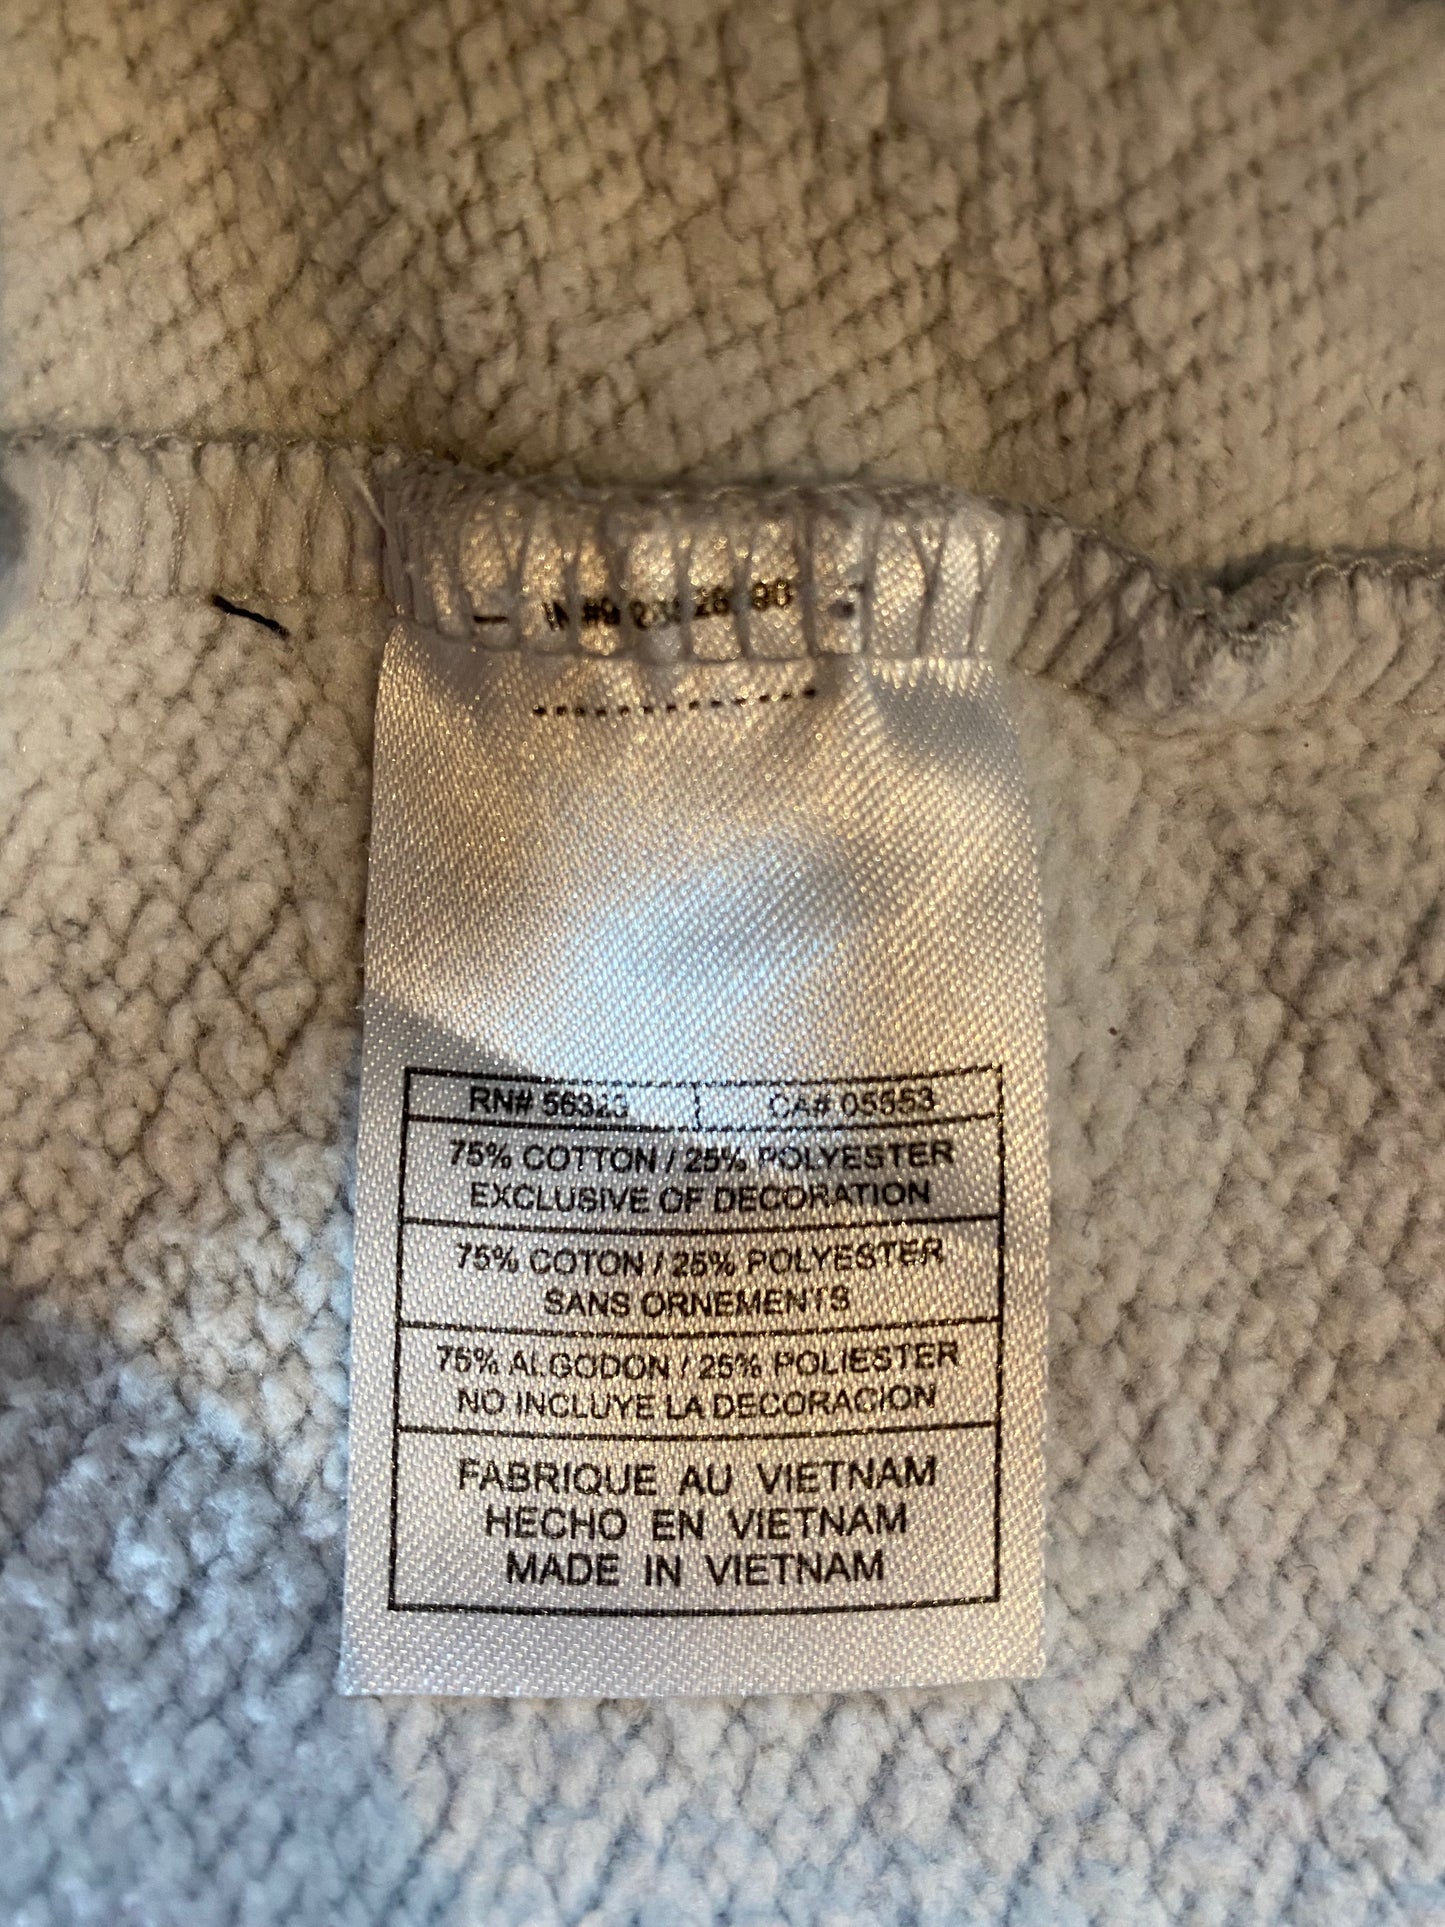 RN# 56323 CA# 05553
75% COTTON / 25% POLYESTER
EXCLUSIVE OF DECORATION
75% COTON / 25% POLYESTER
SANS ORNEMENTS
75% ALGODON / 25% POLIESTER
NO INCLUYE LA DECORACION
FABRIQUE AU VIETNAM
HECHO EN VIETNAM
MADE IN VIETNAM